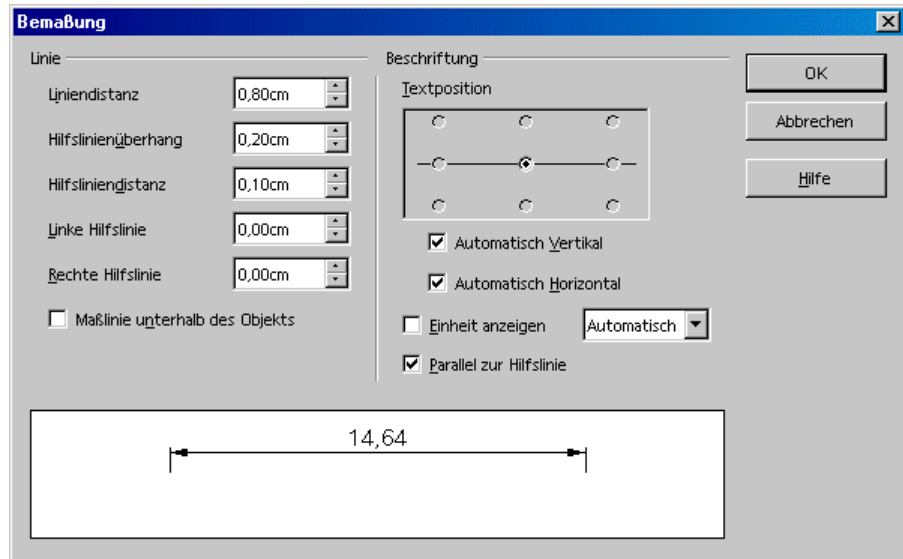 Bemaßung
Linie
Liniendistanz 0,80cm
Hilfslinienüberhang 0,20cm
Hilfsliniendistanz 0,10cm
Linke Hilfslinie 0,00cm
Rechte Hilfslinie 0,00cm
Maßlinie unterhalb des Objekts
Beschriftung
Textposition
Automatisch Vertikal
Automatisch Horizontal
Einheit anzeigen Automatisch
Parallel zur Hilfslinie
OK
Abbrechen
Hilfe
14,64